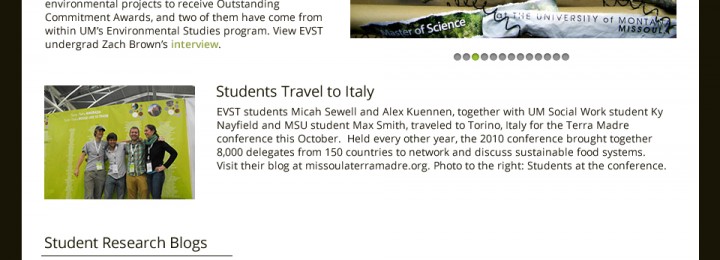 environmental projects to receive Outstanding
Commitment Awards, and two of them have come from
within UM's Environmental Studies program. View EVST
undergrad Zach Brown's interview.
Master of Science
THE UNIVERSITY of MONTA
MISSOULA
Students Travel to Italy
EVST students Micah Sewell and Alex Kuennen, together with UM Social Work student Ky
Nayfield and MSU student Max Smith, traveled to Torino, Italy for the Terra Madre
conference this October.  Held every other year, the 2010 conference brought together
8,000 delegates from 150 countries to network and discuss sustainable food systems.
Visit their blog at missoulaterramadre.org. Photo to the right: Students at the conference.
Student Research Blogs